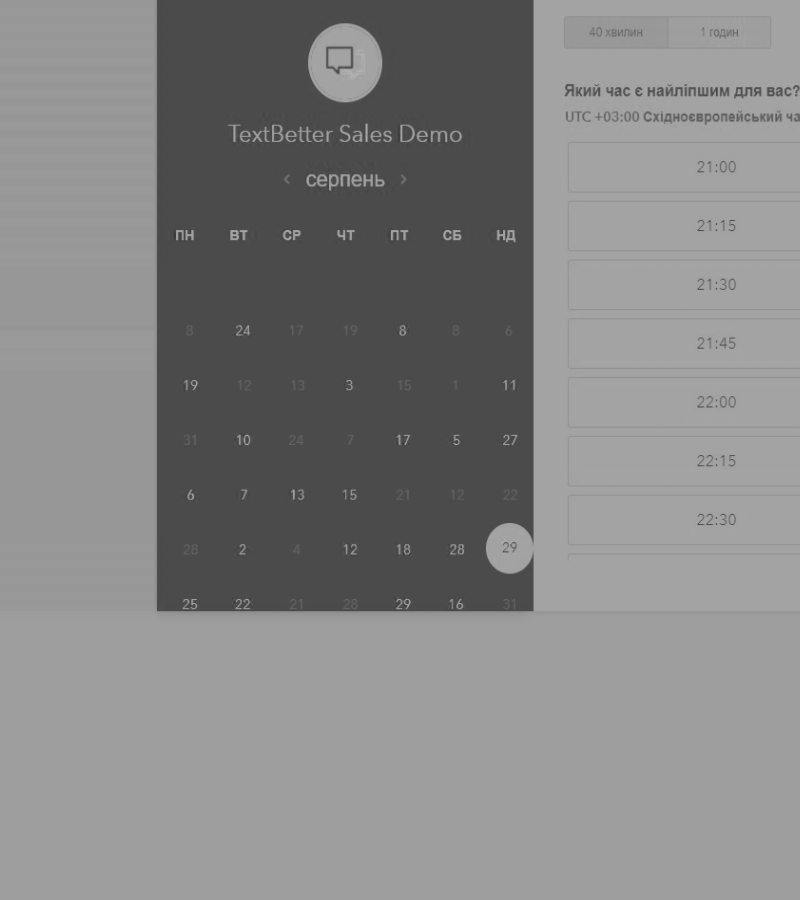 40 хвилин 1 годин
TextBetter Sales Demo
‹ серпень ›
ПН ВТ СР ЧТ ПТ СБ НД
8 24 17 19 8 8 6
19 12 13 3 15 1 11
31 10 24 7 17 5 27
6 7 13 15 21 12 22
28 2 4 12 18 28 29
25 22 21 28 29 16 31
Який час є найліпшим для вас?
UTC +03:00 Східноєвропейський ча
21:00
21:15
21:30
21:45
22:00
22:15
22:30